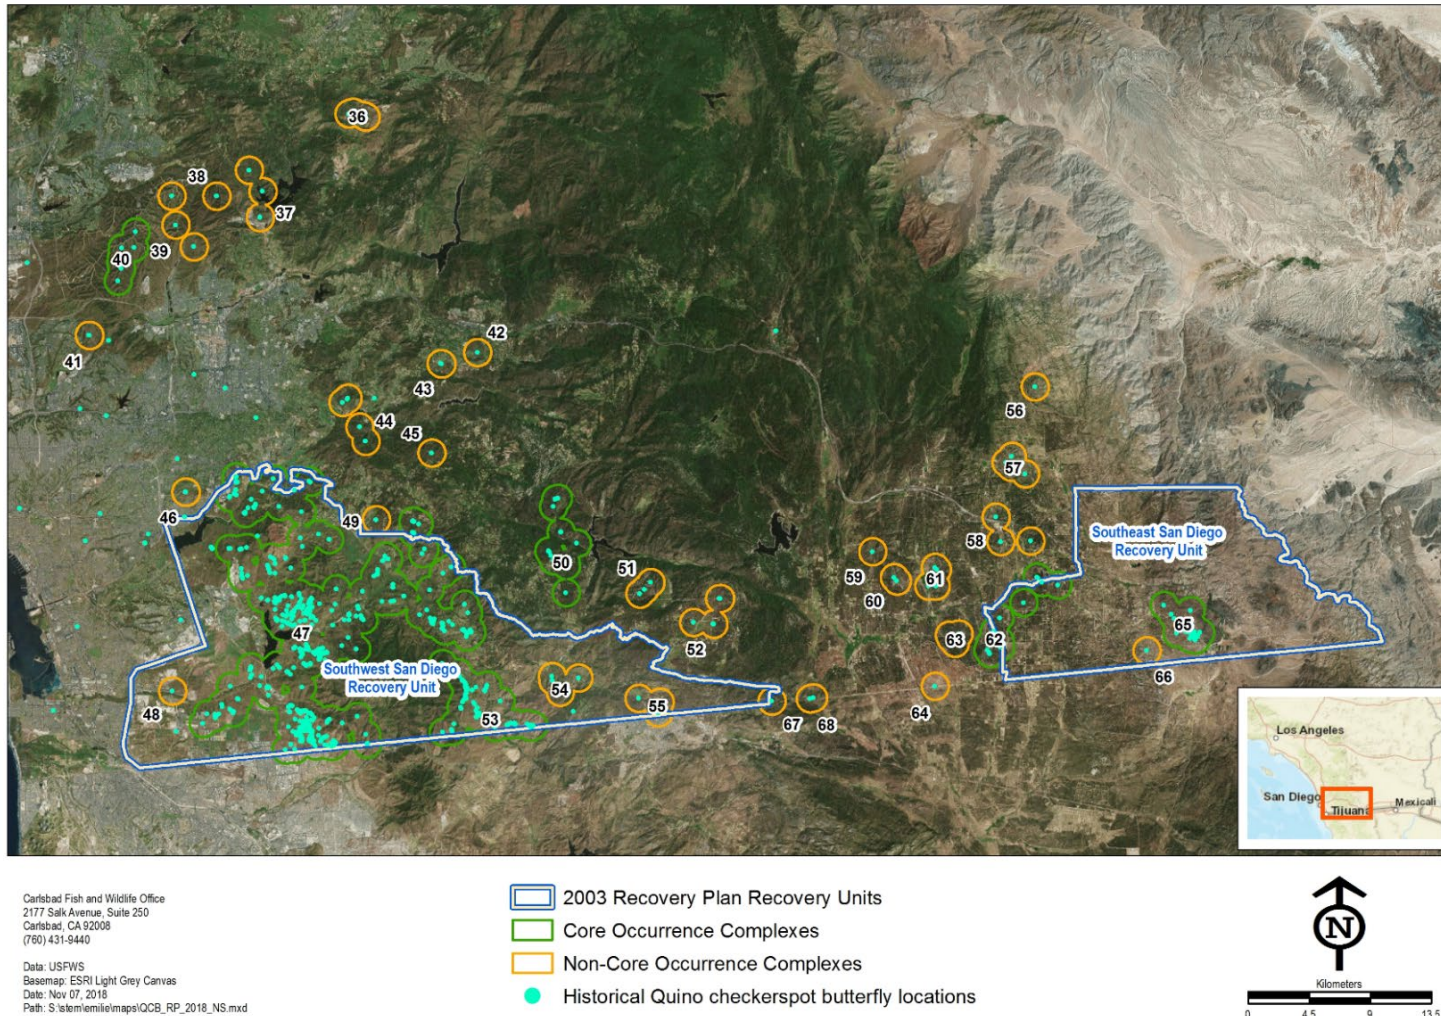 36
38
37
39
40
41
42
43
44
45
56
57
46
49
50
58
Southeast San Diego
Recovery Unit
51
59
60
61
52
63
62
65
47
Southwest San Diego
Recovery Unit
66
54
48
53
55
67
68
64
Los Angeles
San Diego
Tijuana
Mexicali
Carlsbad Fish and Wildlife Office
2177 Salk Avenue, Suite 250
Carlsbad, CA 92008
(760) 431-9440
Data: USFWS
Basemap: ESRI Light Grey Canvas
Date: Nov 07, 2018
Path: S:\stem\emilie\maps\QCB_RP_2018_NS.mxd
2003 Recovery Plan Recovery Units
Core Occurrence Complexes
Non-Core Occurrence Complexes
Historical Quino checkerspot butterfly locations
N
Kilometers
0 4.5 9 13.5